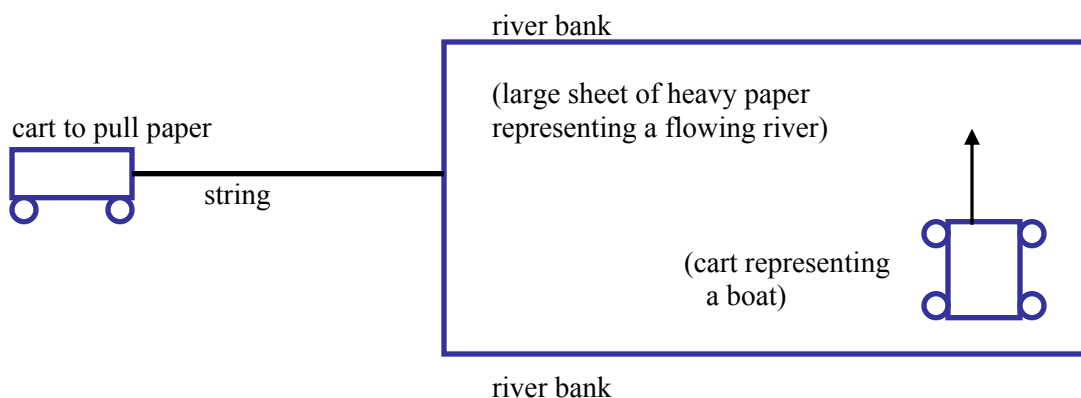 river bank
(large sheet of heavy paper
representing a flowing river)
cart to pull paper
string
(cart representing
a boat)
river bank